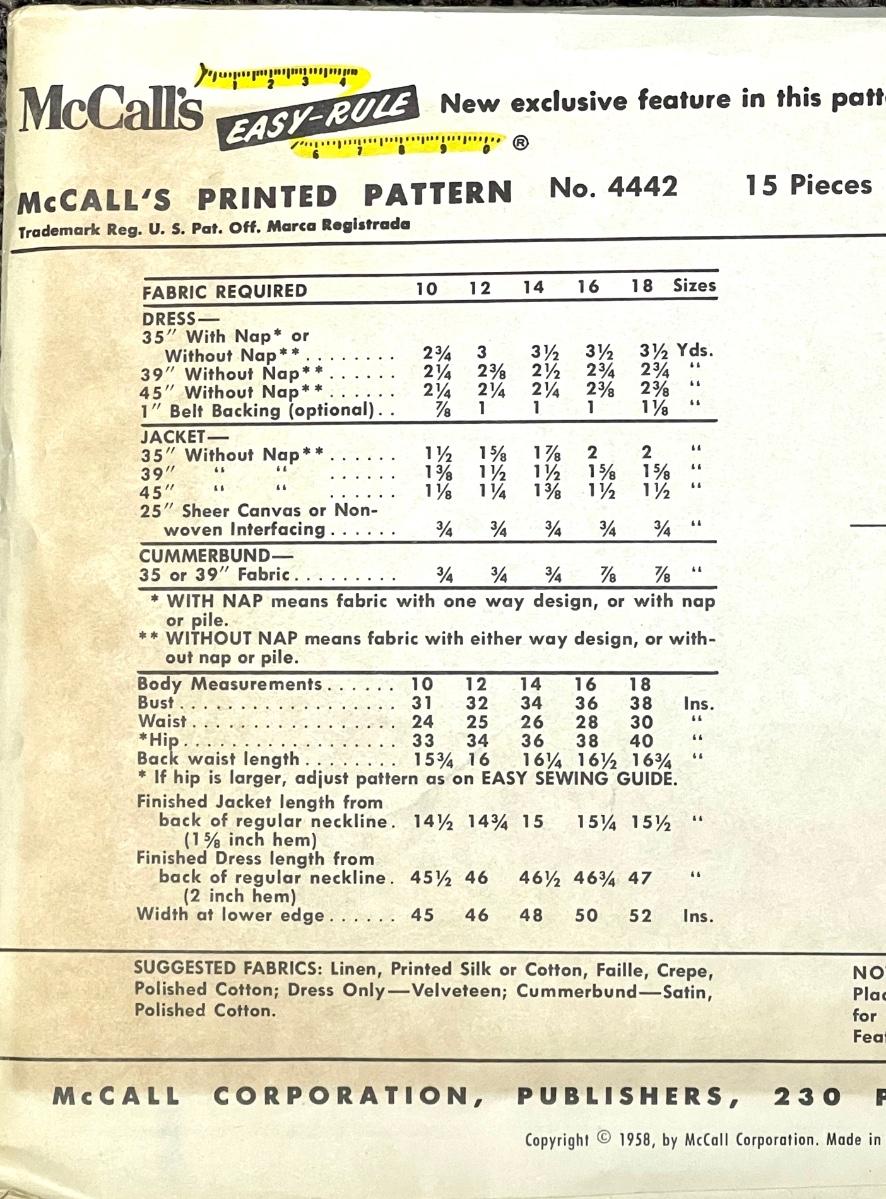 1 2 3 4
McCall's EASY-RULE New exclusive feature in this
6 7 8 9 0 ®
McCALL'S PRINTED PATTERN No. 4442 15 Pieces
Trademark Reg. U. S. Pat. Off. Marca Registrada
FABRIC REQUIRED 10 12 14 16 18 Sizes
DRESS—
35″ With Nap* or
Without Nap**........ 2¾ 3 3½ 3½ 3½ Yds.
39″ Without Nap**...... 2¼ 2⅜ 2½ 2¾ 2¾ “
45″ Without Nap**...... 2¼ 2¼ 2¼ 2⅜ 2⅜ “
1″ Belt Backing (optional).. ⅞ 1 1 1 1⅛ “
JACKET—
35″ Without Nap**...... 1½ 1⅝ 1⅞ 2 2 “
39″ “ “ ...... 1⅜ 1½ 1½ 1⅝ 1⅝ “
45″ “ “ ...... 1⅛ 1¼ 1⅜ 1½ 1½ “
25″ Sheer Canvas or Non-
woven Interfacing...... ¾ ¾ ¾ ¾ ¾ “
CUMMERBUND—
35 or 39″ Fabric......... ¾ ¾ ¾ ⅞ ⅞ “
* WITH NAP means fabric with one way design, or with nap
or pile.
** WITHOUT NAP means fabric with either way design, or with-
out nap or pile.
Body Measurements...... 10 12 14 16 18
Bust.................. 31 32 34 36 38 Ins.
Waist................. 24 25 26 28 30 “
*Hip.................. 33 34 36 38 40 “
Back waist length........ 15¾ 16 16¼ 16½ 16¾ “
* If hip is larger, adjust pattern as on EASY SEWING GUIDE.
Finished Jacket length from
back of regular neckline. 14½ 14¾ 15 15¼ 15½ “
(1⅝ inch hem)
Finished Dress length from
back of regular neckline. 45½ 46 46½ 46¾ 47 “
(2 inch hem)
Width at lower edge...... 45 46 48 50 52 Ins.
SUGGESTED FABRICS: Linen, Printed Silk or Cotton, Faille, Crepe,
Polished Cotton; Dress Only—Velveteen; Cummerbund—Satin,
Polished Cotton.
for
McCALL CORPORATION, PUBLISHERS, 230
Copyright © 1958, by McCall Corporation. Made in